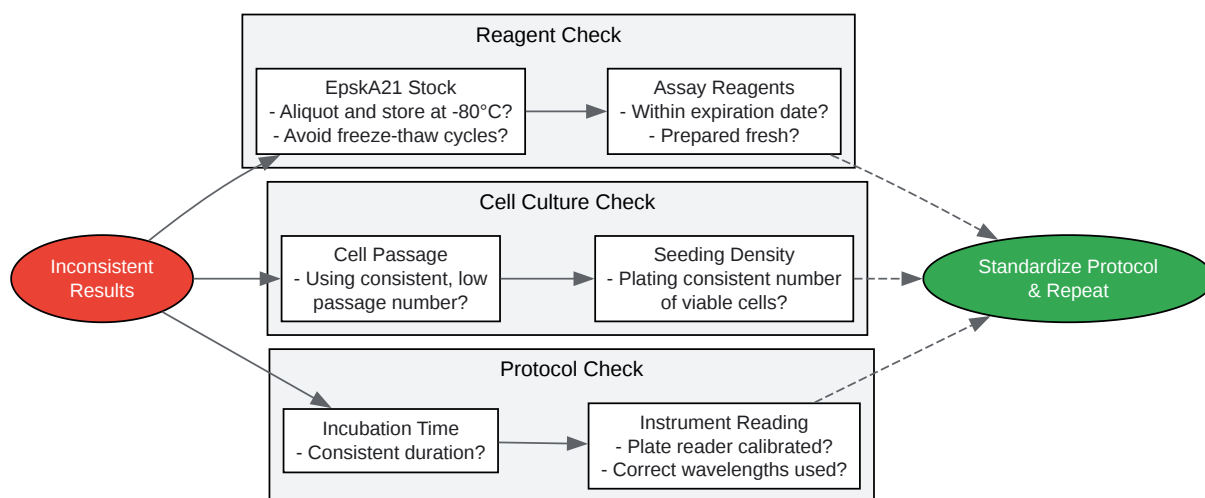 Reagent Check
EpskA21 Stock
- Aliquot and store at -80°C?
- Avoid freeze-thaw cycles?
Assay Reagents
- Within expiration date?
- Prepared fresh?
Inconsistent
Results
Cell Culture Check
Cell Passage
- Using consistent, low
passage number?
Seeding Density
- Plating consistent number
of viable cells?
Standardize Protocol
& Repeat
Protocol Check
Incubation Time
- Consistent duration?
Instrument Reading
- Plate reader calibrated?
- Correct wavelengths used?